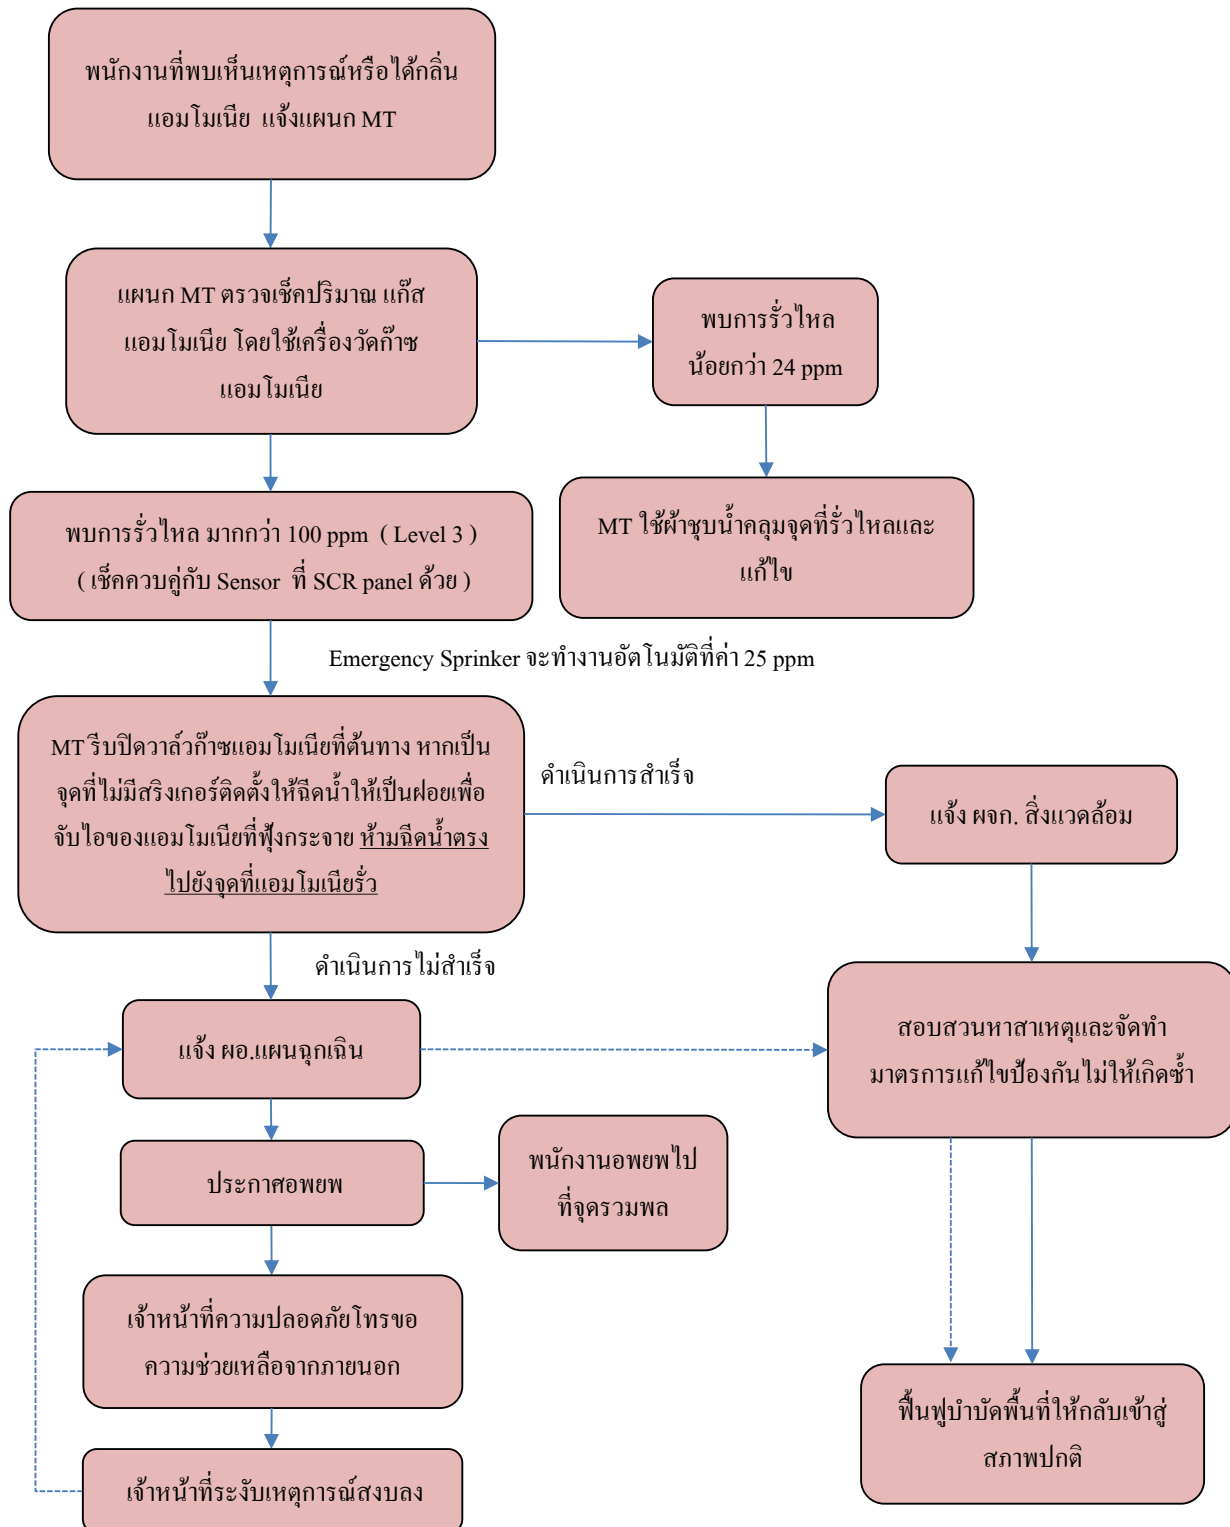 พนักงานที่พบเห็นเหตุการณ์หรือได้กลิ่น
แอมโมเนีย แจ้งแผนก MT
แผนก MT ตรวจเช็คปริมาณ แก๊ส
แอมโมเนีย โดยใช้เครื่องวัดก๊าซ
แอมโมเนีย
พบการรั่วไหล
น้อยกว่า 24 ppm
พบการรั่วไหล มากกว่า 100 ppm ( Level 3 )
( เช็คควบคู่กับ Sensor ที่ SCR panel ด้วย )
MT ใช้ผ้าชุบน้ำคลุมจุดที่รั่วไหลและ
แก้ไข
Emergency Sprinker จะทำงานอัตโนมัติที่ค่า 25 ppm
MT รีบปิดวาล์วก๊าซแอมโมเนียที่ต้นทาง หากเป็น
จุดที่ไม่มีสริงเกอร์ติดตั้งให้ฉีดน้ำให้เป็นฝอยเพื่อ
จับไอของแอมโมเนียที่ฟุ้งกระจาย ห้ามฉีดน้ำตรง
ไปยังจุดที่แอมโมเนียรั่ว
ดำเนินการสำเร็จ
แจ้ง ผจก. สิ่งแวดล้อม
ดำเนินการไม่สำเร็จ
แจ้ง ผอ.แผนฉุกเฉิน
สอบสวนหาสาเหตุและจัดทำ
มาตรการแก้ไขป้องกันไม่ให้เกิดซ้ำ
ประกาศอพยพ
พนักงานอพยพไป
ที่จุดรวมพล
เจ้าหน้าที่ความปลอดภัยโทรขอ
ความช่วยเหลือจากภายนอก
ฟื้นฟูบำบัดพื้นที่ให้กลับเข้าสู่
สภาพปกติ
เจ้าหน้าที่ระงับเหตุการณ์สงบลง